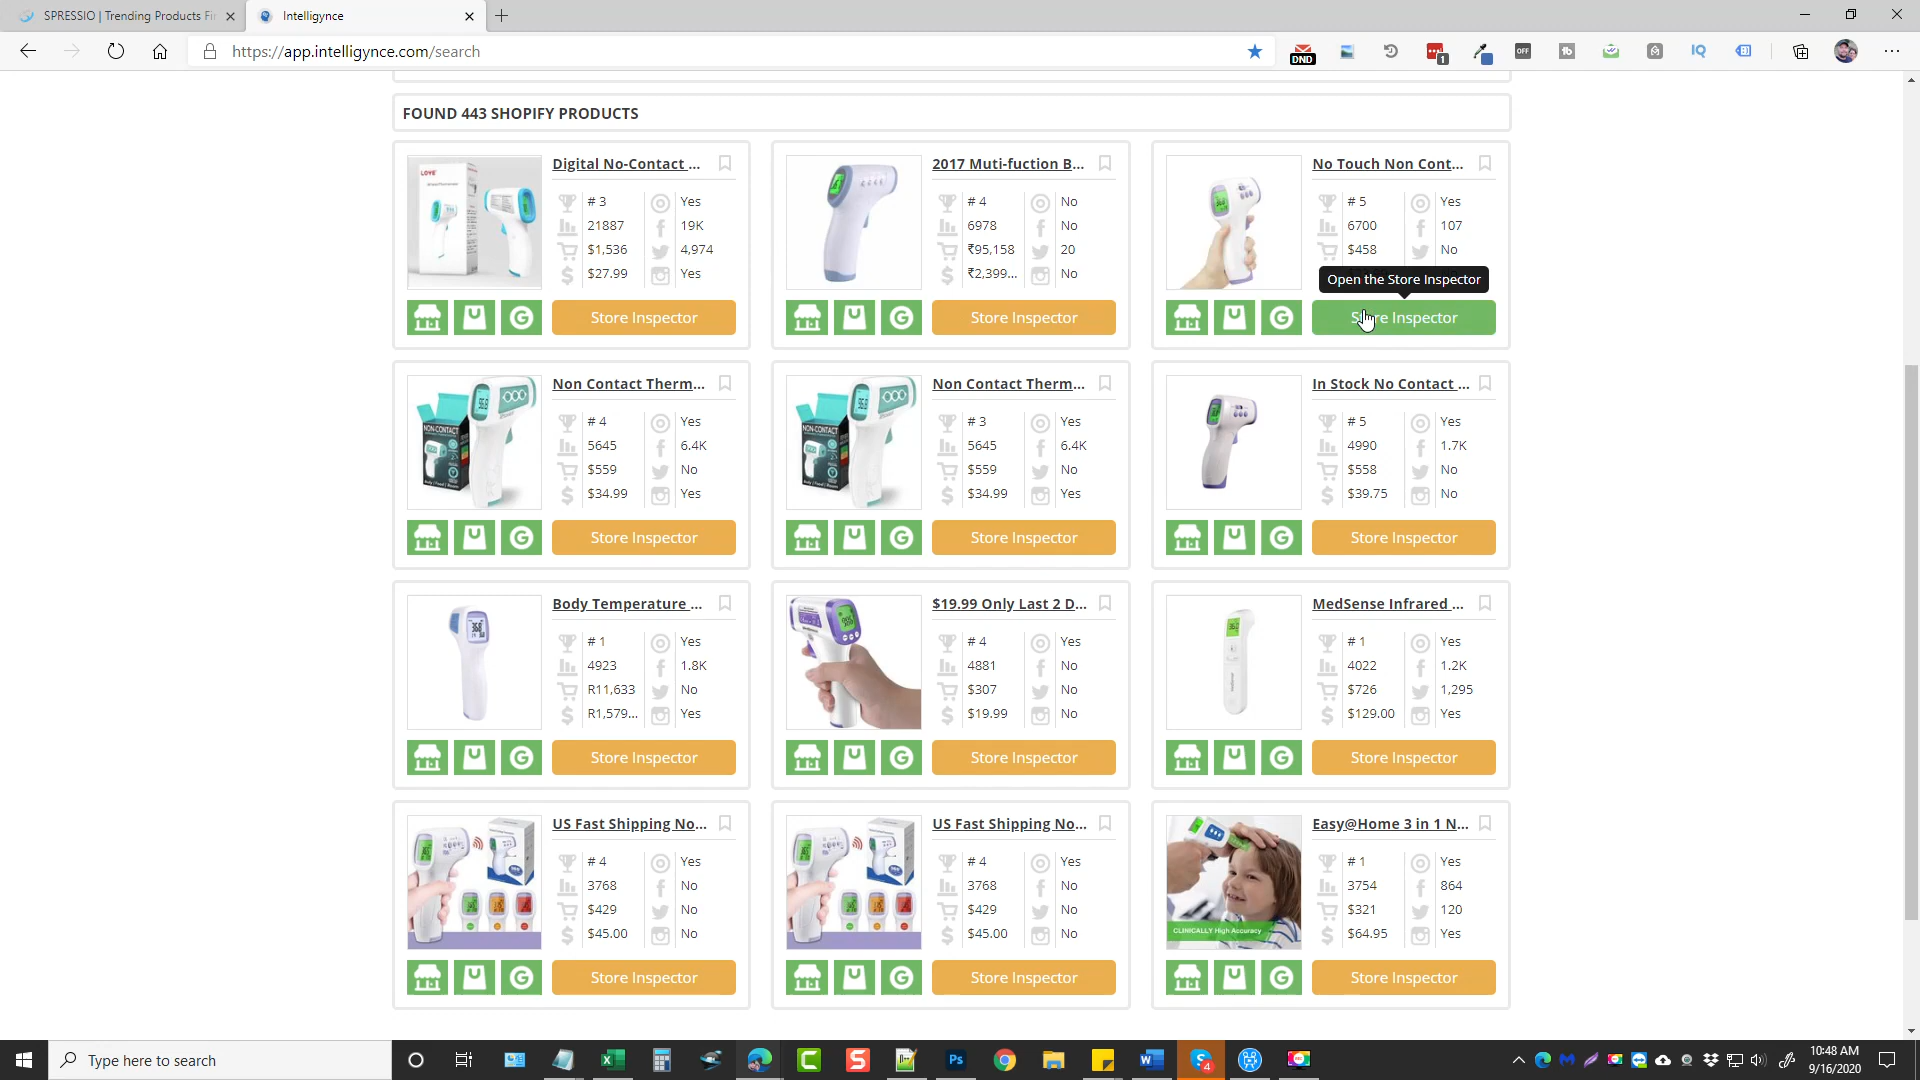 SPRESSIO | Trending Products Fi
Intelligynce
https://app.intelligynce.com/search
DND
1
OFF
IQ
FOUND 443 SHOPIFY PRODUCTS
Digital No-Contact ...
# 3
Yes
21887
19K
$1,536
4,974
$27.99
Yes
Store Inspector
2017 Muti-fuction B...
# 4
No
6978
No
₹95,158
20
₹2,399...
No
Store Inspector
No Touch Non Cont...
# 5
Yes
6700
107
$458
No
Open the Store Inspector
Store Inspector
Non Contact Therm...
# 4
Yes
5645
6.4K
$559
No
$34.99
Yes
Store Inspector
Non Contact Therm...
# 3
Yes
5645
6.4K
$559
No
$34.99
Yes
Store Inspector
In Stock No Contact ...
# 5
Yes
4990
1.7K
$558
No
$39.75
No
Store Inspector
Body Temperature ...
# 1
Yes
4923
1.8K
R11,633
No
R1,579...
Yes
Store Inspector
$19.99 Only Last 2 D...
# 4
Yes
4881
No
$307
No
$19.99
No
Store Inspector
MedSense Infrared ...
# 1
Yes
4022
1.2K
$726
1,295
$129.00
Yes
Store Inspector
US Fast Shipping No...
# 4
Yes
3768
No
$429
No
$45.00
No
Store Inspector
US Fast Shipping No...
# 4
Yes
3768
No
$429
No
$45.00
No
Store Inspector
Easy@Home 3 in 1 N...
# 1
Yes
3754
864
$321
120
$64.95
Yes
CLINICALLY High Accuracy
Store Inspector
Type here to search
10:48 AM
9/16/2020